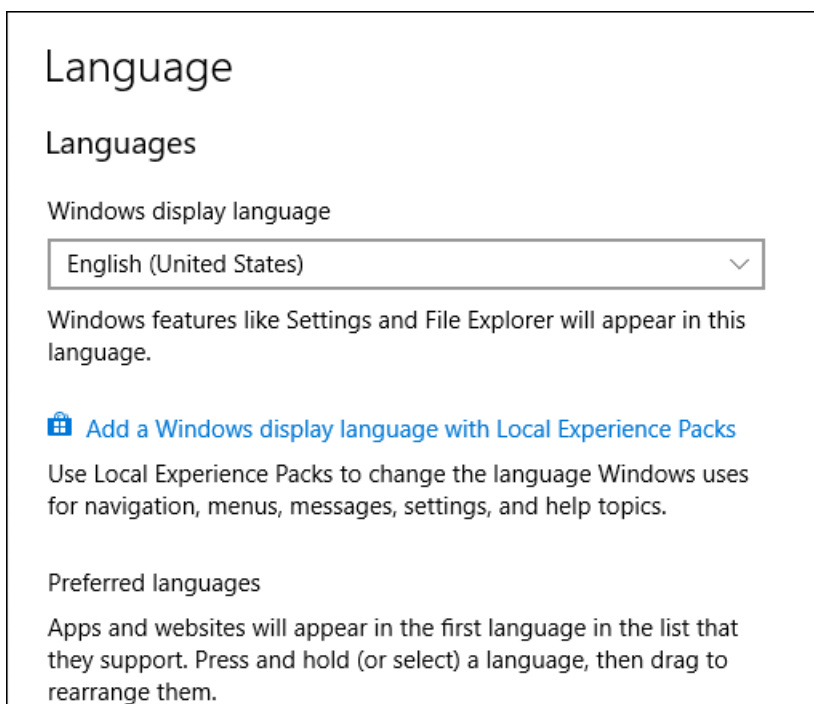 Language
Languages
Windows display language
English (United States)
Windows features like Settings and File Explorer will appear in this
language.
Add a Windows display language with Local Experience Packs
Use Local Experience Packs to change the language Windows uses
for navigation, menus, messages, settings, and help topics.
Preferred languages
Apps and websites will appear in the first language in the list that
they support. Press and hold (or select) a language, then drag to
rearrange them.